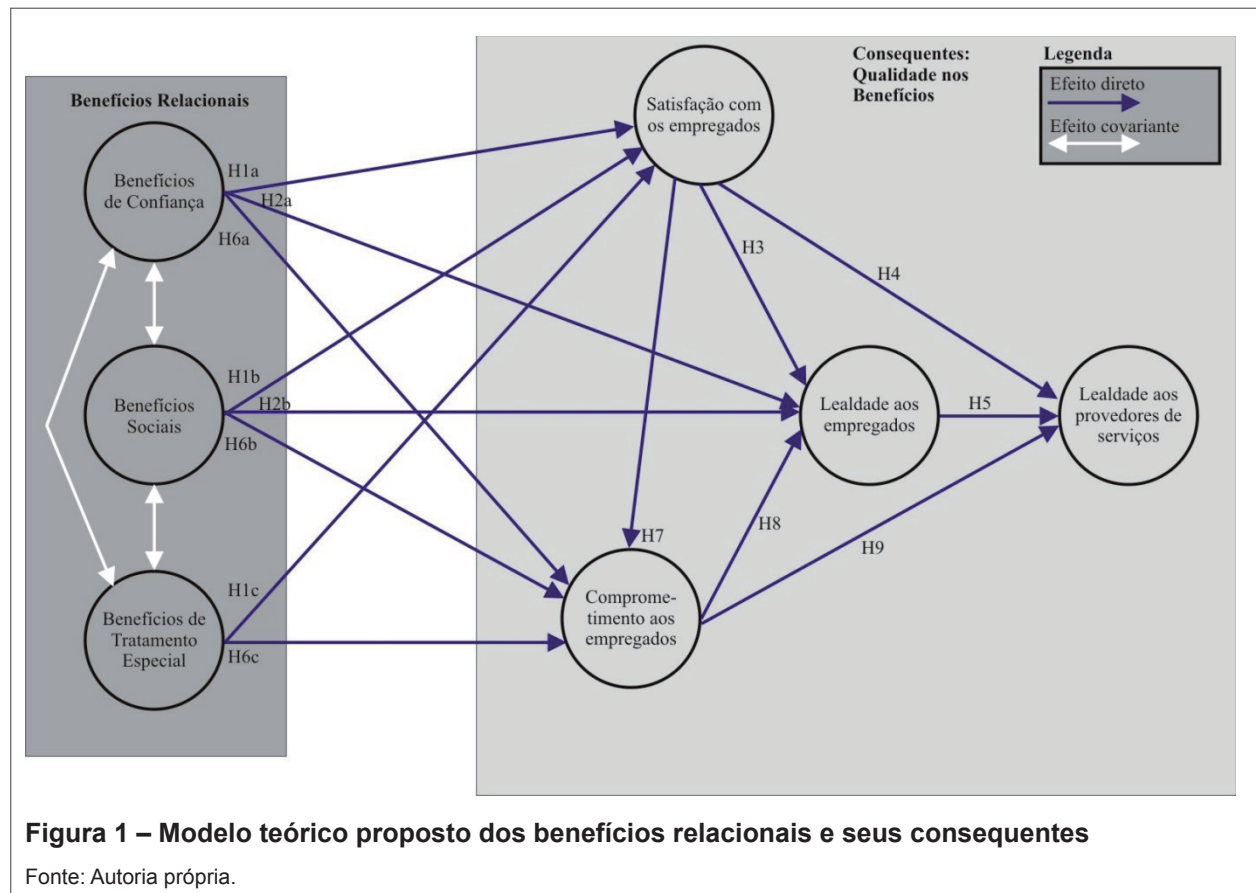 Benefícios Relacionais
Benefícios
de Confiança
Benefícios
Sociais
Benefícios de
Tratamento
Especial
H1a
H2a
H6a
H1b
H2b
H6b
H1c
H6c
Satisfação com
os empregados
Consequentes:
Qualidade nos
Benefícios
Legenda
Efeito direto
Efeito covariante
H3
H4
Lealdade aos
empregados
H5
Lealdade aos
provedores de
serviços
H7
H8
H9
Comprome-
timento aos
empregados
Figura 1 – Modelo teórico proposto dos benefícios relacionais e seus consequentes
Fonte: Autoria própria.